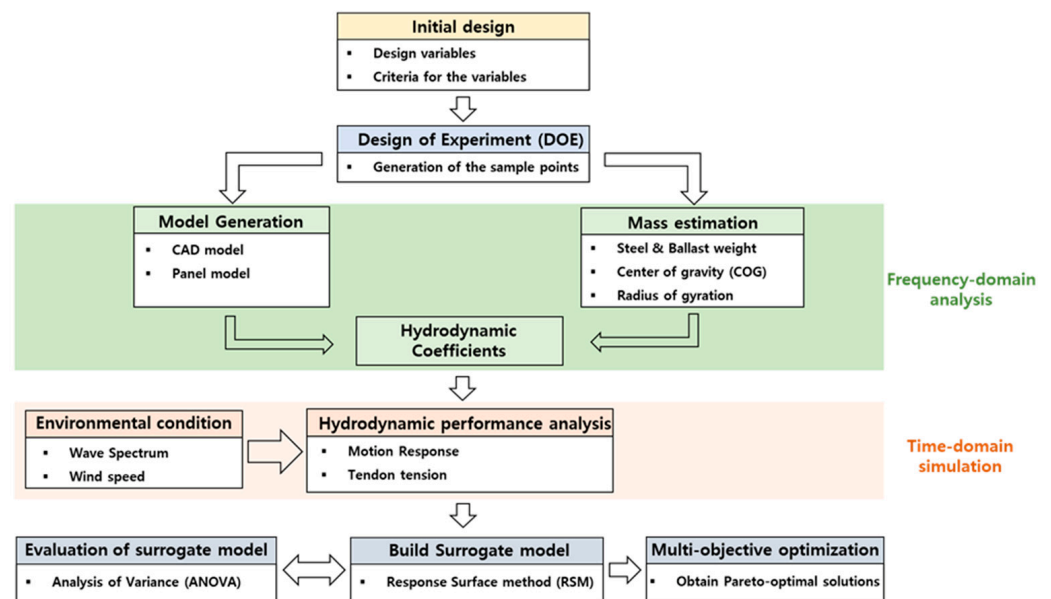 Initial design
▪ Design variables
▪ Criteria for the variables
Design of Experiment (DOE)
▪ Generation of the sample points
Model Generation
▪ CAD model
▪ Panel model
Mass estimation
▪ Steel & Ballast weight
▪ Center of gravity (COG)
▪ Radius of gyration
Frequency-domain
analysis
Hydrodynamic
Coefficients
Environmental condition
▪ Wave Spectrum
▪ Wind speed
Hydrodynamic performance analysis
▪ Motion Response
▪ Tendon tension
Time-domain
simulation
Evaluation of surrogate model
▪ Analysis of Variance (ANOVA)
Build Surrogate model
▪ Response Surface method (RSM)
Multi-objective optimization
▪ Obtain Pareto-optimal solutions